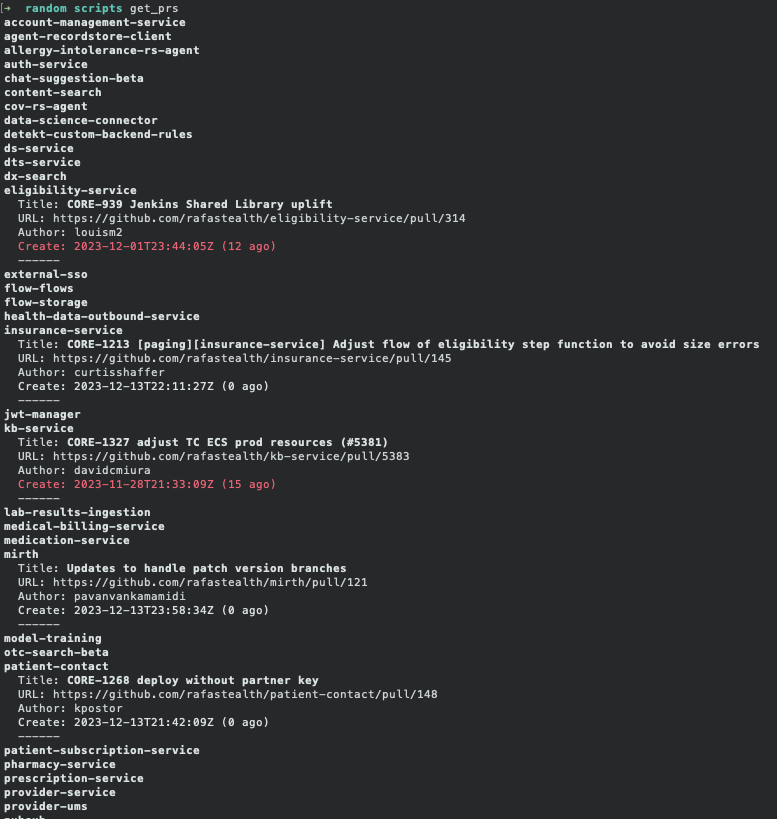 [→  random scripts get_prs
account-management-service
agent-recordstore-client
allergy-intolerance-rs-agent
auth-service
chat-suggestion-beta
content-search
cov-rs-agent
data-science-connector
detekt-custom-backend-rules
ds-service
dts-service
dx-search
eligibility-service
  Title: CORE-939 Jenkins Shared Library uplift
  URL: https://github.com/rafastealth/eligibility-service/pull/314
  Author: louism2
  Create: 2023-12-01T23:44:05Z (12 ago)
  ------
external-sso
flow-flows
flow-storage
health-data-outbound-service
insurance-service
  Title: CORE-1213 [paging][insurance-service] Adjust flow of eligibility step function to avoid size errors
  URL: https://github.com/rafastealth/insurance-service/pull/145
  Author: curtisshaffer
  Create: 2023-12-13T22:11:27Z (0 ago)
  ------
jwt-manager
kb-service
  Title: CORE-1327 adjust TC ECS prod resources (#5381)
  URL: https://github.com/rafastealth/kb-service/pull/5383
  Author: davidcmiura
  Create: 2023-11-28T21:33:09Z (15 ago)
  ------
lab-results-ingestion
medical-billing-service
medication-service
mirth
  Title: Updates to handle patch version branches
  URL: https://github.com/rafastealth/mirth/pull/121
  Author: pavanvankamamidi
  Create: 2023-12-13T23:58:34Z (0 ago)
  ------
model-training
otc-search-beta
patient-contact
  Title: CORE-1268 deploy without partner key
  URL: https://github.com/rafastealth/patient-contact/pull/148
  Author: kpostor
  Create: 2023-12-13T21:42:09Z (0 ago)
  ------
patient-subscription-service
pharmacy-service
prescription-service
provider-service
provider-ums